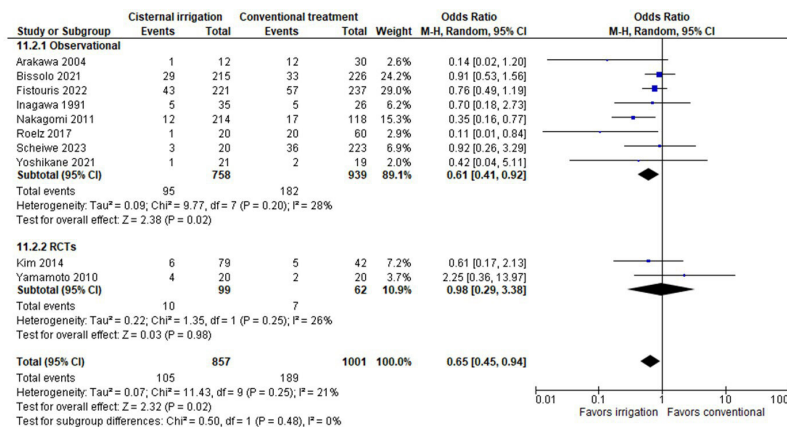 Cisternal irrigation Conventional treatment Odds Ratio Odds Ratio
Study or Subgroup Events Total Events Total Weight M-H, Random, 95% CI M-H, Random, 95% CI
11.2.1 Observational
Arakawa 2004 1 12 12 30 2.6% 0.14 [0.02, 1.20]
Bissolo 2021 29 215 33 226 24.2% 0.91 [0.53, 1.56]
Fistouris 2022 43 221 57 237 29.0% 0.76 [0.49, 1.19]
Inagawa 1991 5 35 5 26 6.6% 0.70 [0.18, 2.73]
Nakagomi 2011 12 214 17 118 15.3% 0.35 [0.16, 0.77]
Roelz 2017 1 20 20 60 2.9% 0.11 [0.01, 0.84]
Scheiwe 2023 3 20 36 223 7.2% 0.92 [0.26, 3.29]
Yoshikane 2021 1 21 2 19 2.0% 0.42 [0.04, 5.11]
Subtotal (95% CI) 758 939 89.1% 0.61 [0.41, 0.92]
Total events 95 182
Heterogeneity: Tau² = 0.09; Chi² = 9.77, df = 7 (P = 0.20); I² = 28%
Test for overall effect: Z = 2.38 (P = 0.02)
11.2.2 RCTs
Kim 2014 6 79 5 42 7.2% 0.61 [0.17, 2.13]
Yamamoto 2010 4 20 2 20 3.7% 2.25 [0.36, 13.97]
Subtotal (95% CI) 99 62 10.9% 0.98 [0.29, 3.38]
Total events 10 7
Heterogeneity: Tau² = 0.22; Chi² = 1.35, df = 1 (P = 0.25); I² = 26%
Test for overall effect: Z = 0.03 (P = 0.98)
Total (95% CI) 857 1001 100.0% 0.65 [0.45, 0.94]
Total events 105 189
Heterogeneity: Tau² = 0.07; Chi² = 11.43, df = 9 (P = 0.25); I² = 21%
Test for overall effect: Z = 2.32 (P = 0.02)
Test for subgroup differences: Chi² = 0.50, df = 1 (P = 0.48), I² = 0%
0.01 0.1 1 10 100
Favors irrigation Favors conventional